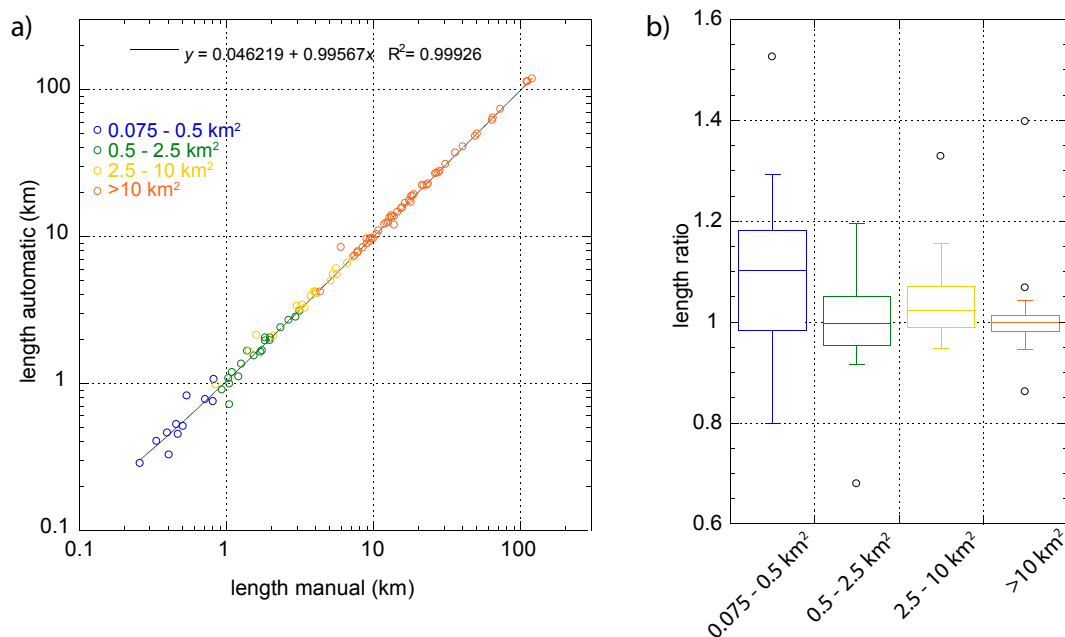 a)
y = 0.046219 + 0.99567x R²= 0.99926
0.075 - 0.5 km²
0.5 - 2.5 km²
2.5 - 10 km²
>10 km²
length automatic (km)
100
10
1
0.1
0.1 1 10 100
length manual (km)
b)
length ratio
1.6
1.4
1.2
1
0.8
0.6
0.075 - 0.5 km²
0.5 - 2.5 km²
2.5 - 10 km²
>10 km²